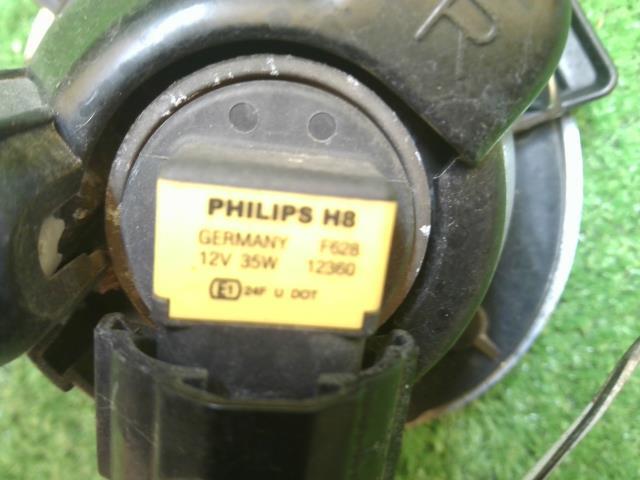 R
PHILIPS H8
GERMANY F628
12V 35W 12360
E1 24F U DOT